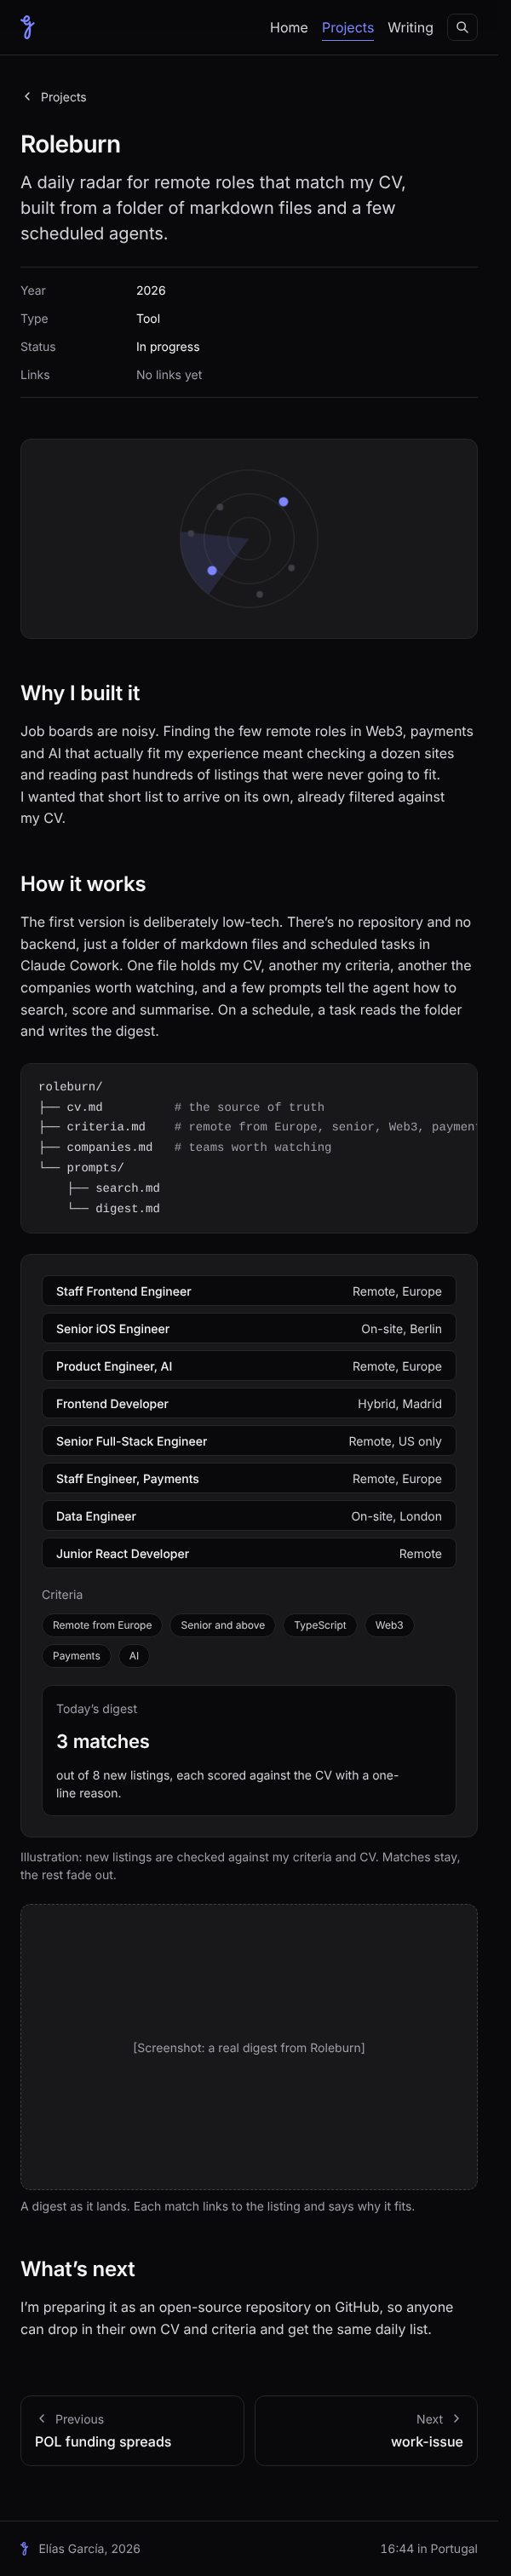 Home Projects Writing
Projects
Roleburn
A daily radar for remote roles that match my CV,
built from a folder of markdown files and a few
scheduled agents.
Year 2026
Type Tool
Status In progress
Links No links yet
Why I built it
Job boards are noisy. Finding the few remote roles in Web3, payments
and AI that actually fit my experience meant checking a dozen sites
and reading past hundreds of listings that were never going to fit.
I wanted that short list to arrive on its own, already filtered against
my CV.
How it works
The first version is deliberately low-tech. There’s no repository and no
backend, just a folder of markdown files and scheduled tasks in
Claude Cowork. One file holds my CV, another my criteria, another the
companies worth watching, and a few prompts tell the agent how to
search, score and summarise. On a schedule, a task reads the folder
and writes the digest.
roleburn/
├── cv.md # the source of truth
├── criteria.md # remote from Europe, senior, Web3, paymen
├── companies.md # teams worth watching
└── prompts/
├── search.md
└── digest.md
Staff Frontend Engineer Remote, Europe
Senior iOS Engineer On-site, Berlin
Product Engineer, AI Remote, Europe
Frontend Developer Hybrid, Madrid
Senior Full-Stack Engineer Remote, US only
Staff Engineer, Payments Remote, Europe
Data Engineer On-site, London
Junior React Developer Remote
Criteria
Remote from Europe Senior and above TypeScript Web3
Payments AI
Today’s digest
3 matches
out of 8 new listings, each scored against the CV with a one-
line reason.
Illustration: new listings are checked against my criteria and CV. Matches stay,
the rest fade out.
[Screenshot: a real digest from Roleburn]
A digest as it lands. Each match links to the listing and says why it fits.
What’s next
I’m preparing it as an open-source repository on GitHub, so anyone
can drop in their own CV and criteria and get the same daily list.
Previous Next
POL funding spreads work-issue
Elías García, 2026 16:44 in Portugal